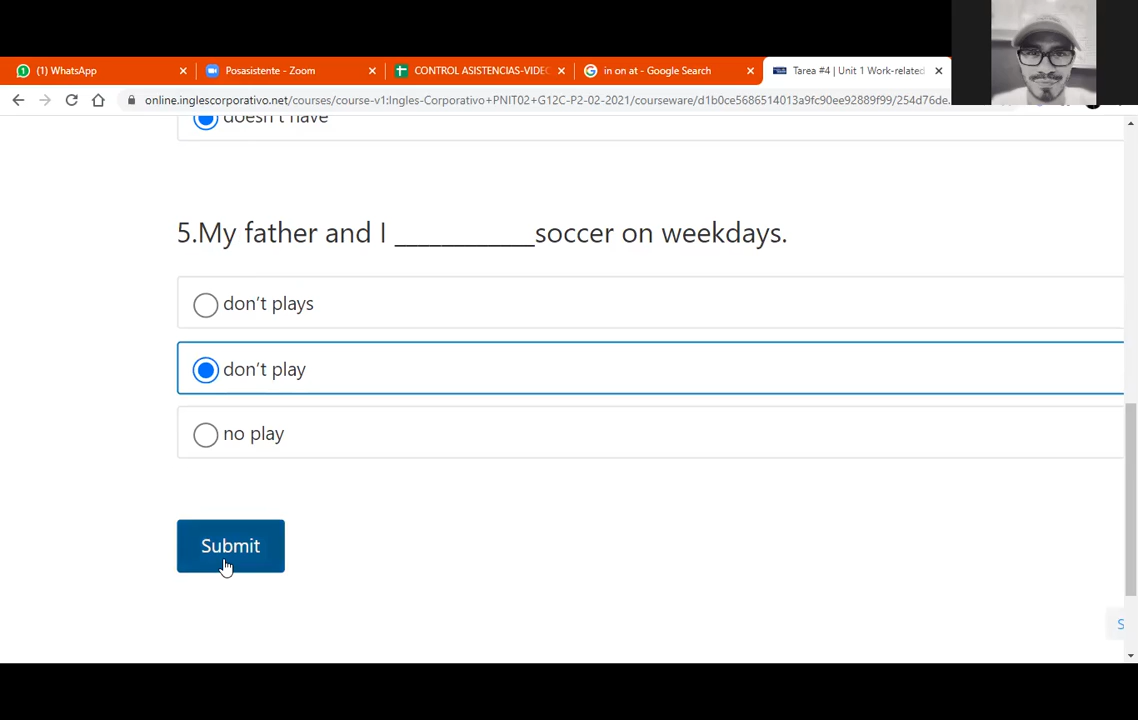 (1) WhatsApp
Posasistente - Zoom
CONTROL ASISTENCIAS-VIDEO
in on at - Google Search
Tarea #4 | Unit 1 Work-related
online.inglescorporativo.net/courses/course-v1:Ingles-Corporativo+PNIT02+G12C-P2-02-2021/courseware/d1b0ce5686514013a9fc90ee92889f99/254d76de...
doesn't have
5.My father and I ___________soccer on weekdays.
don't plays
don't play
no play
Submit
S